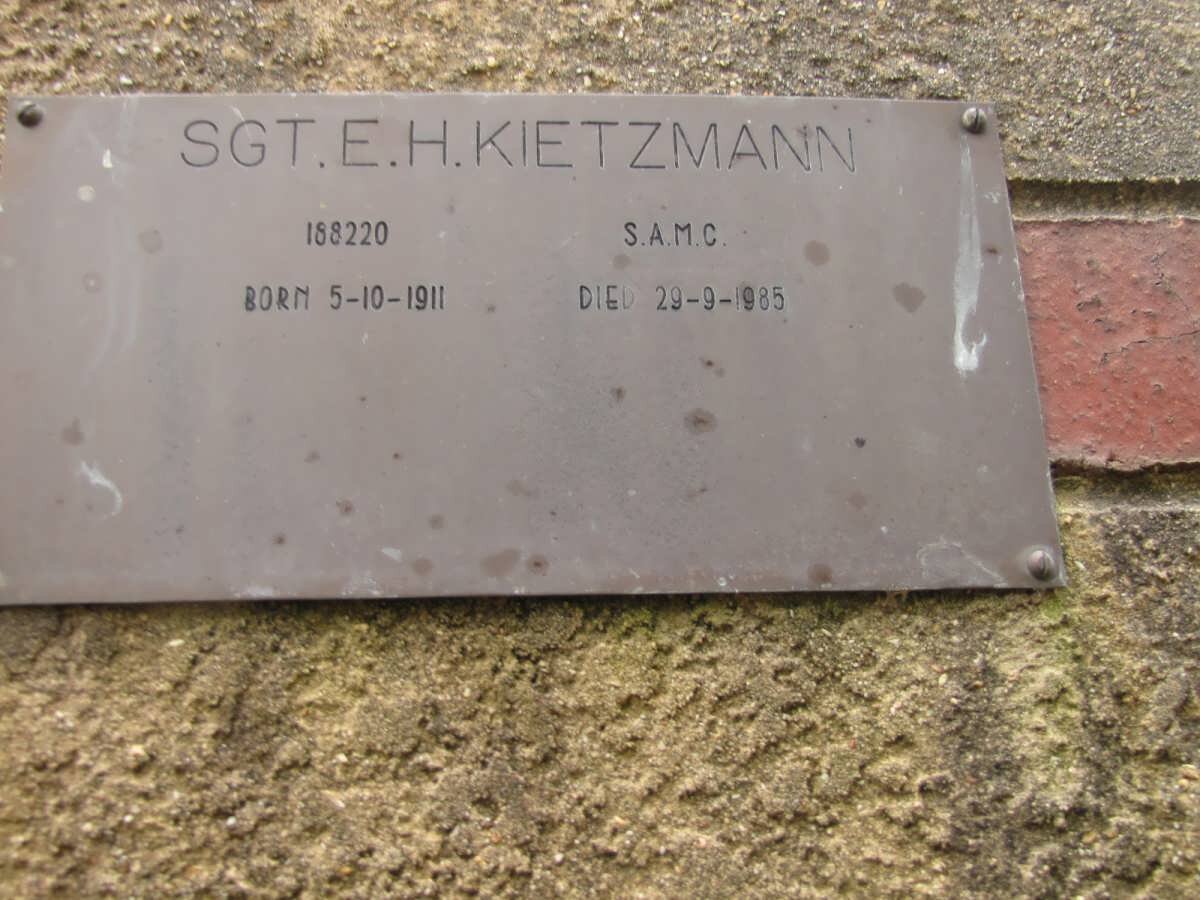 SGT. E. H. KIETZMANN
188220 S.A.M.C.
BORN 5-10-1911 DIED 29-9-1985